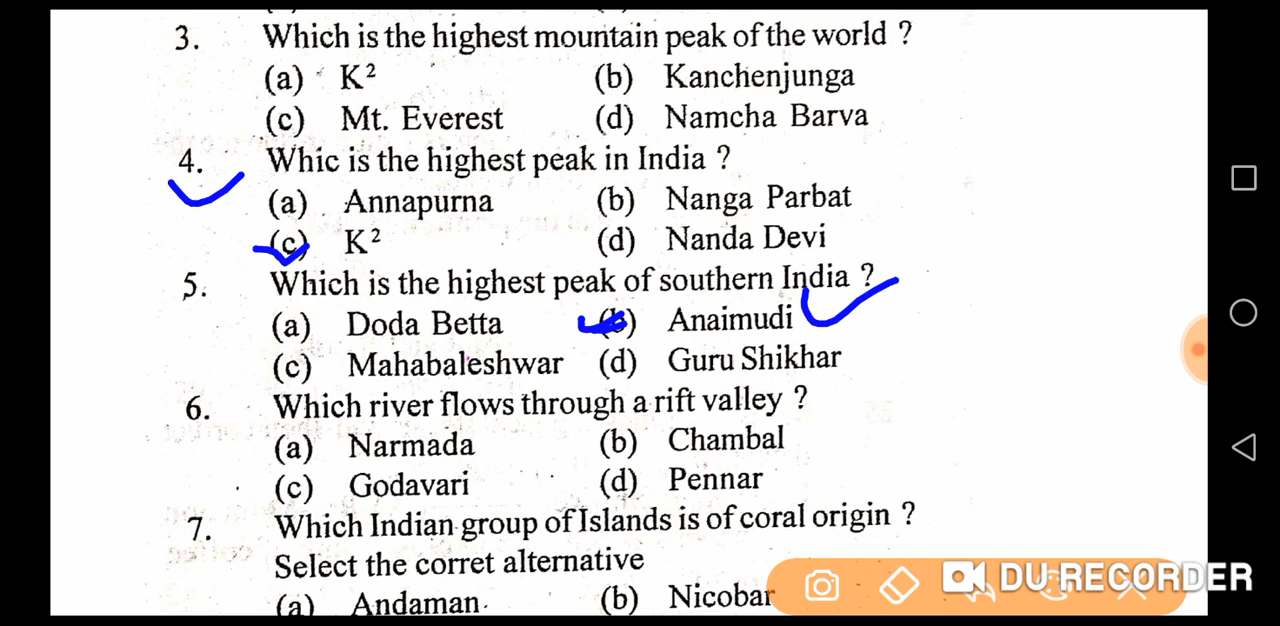 3. Which is the highest mountain peak of the world ?
(a) K² (b) Kanchenjunga
(c) Mt. Everest (d) Namcha Barva
4. Whic is the highest peak in India ?
(a) Annapurna (b) Nanga Parbat
(c) K² (d) Nanda Devi
5. Which is the highest peak of southern India ?
(a) Doda Betta (b) Anaimudi
(c) Mahabaleshwar (d) Guru Shikhar
6. Which river flows through a rift valley ?
(a) Narmada (b) Chambal
(c) Godavari (d) Pennar
7. Which Indian group of Islands is of coral origin ?
Select the corret alternative
(a) Andaman (b) Nicobar
DU RECORDER